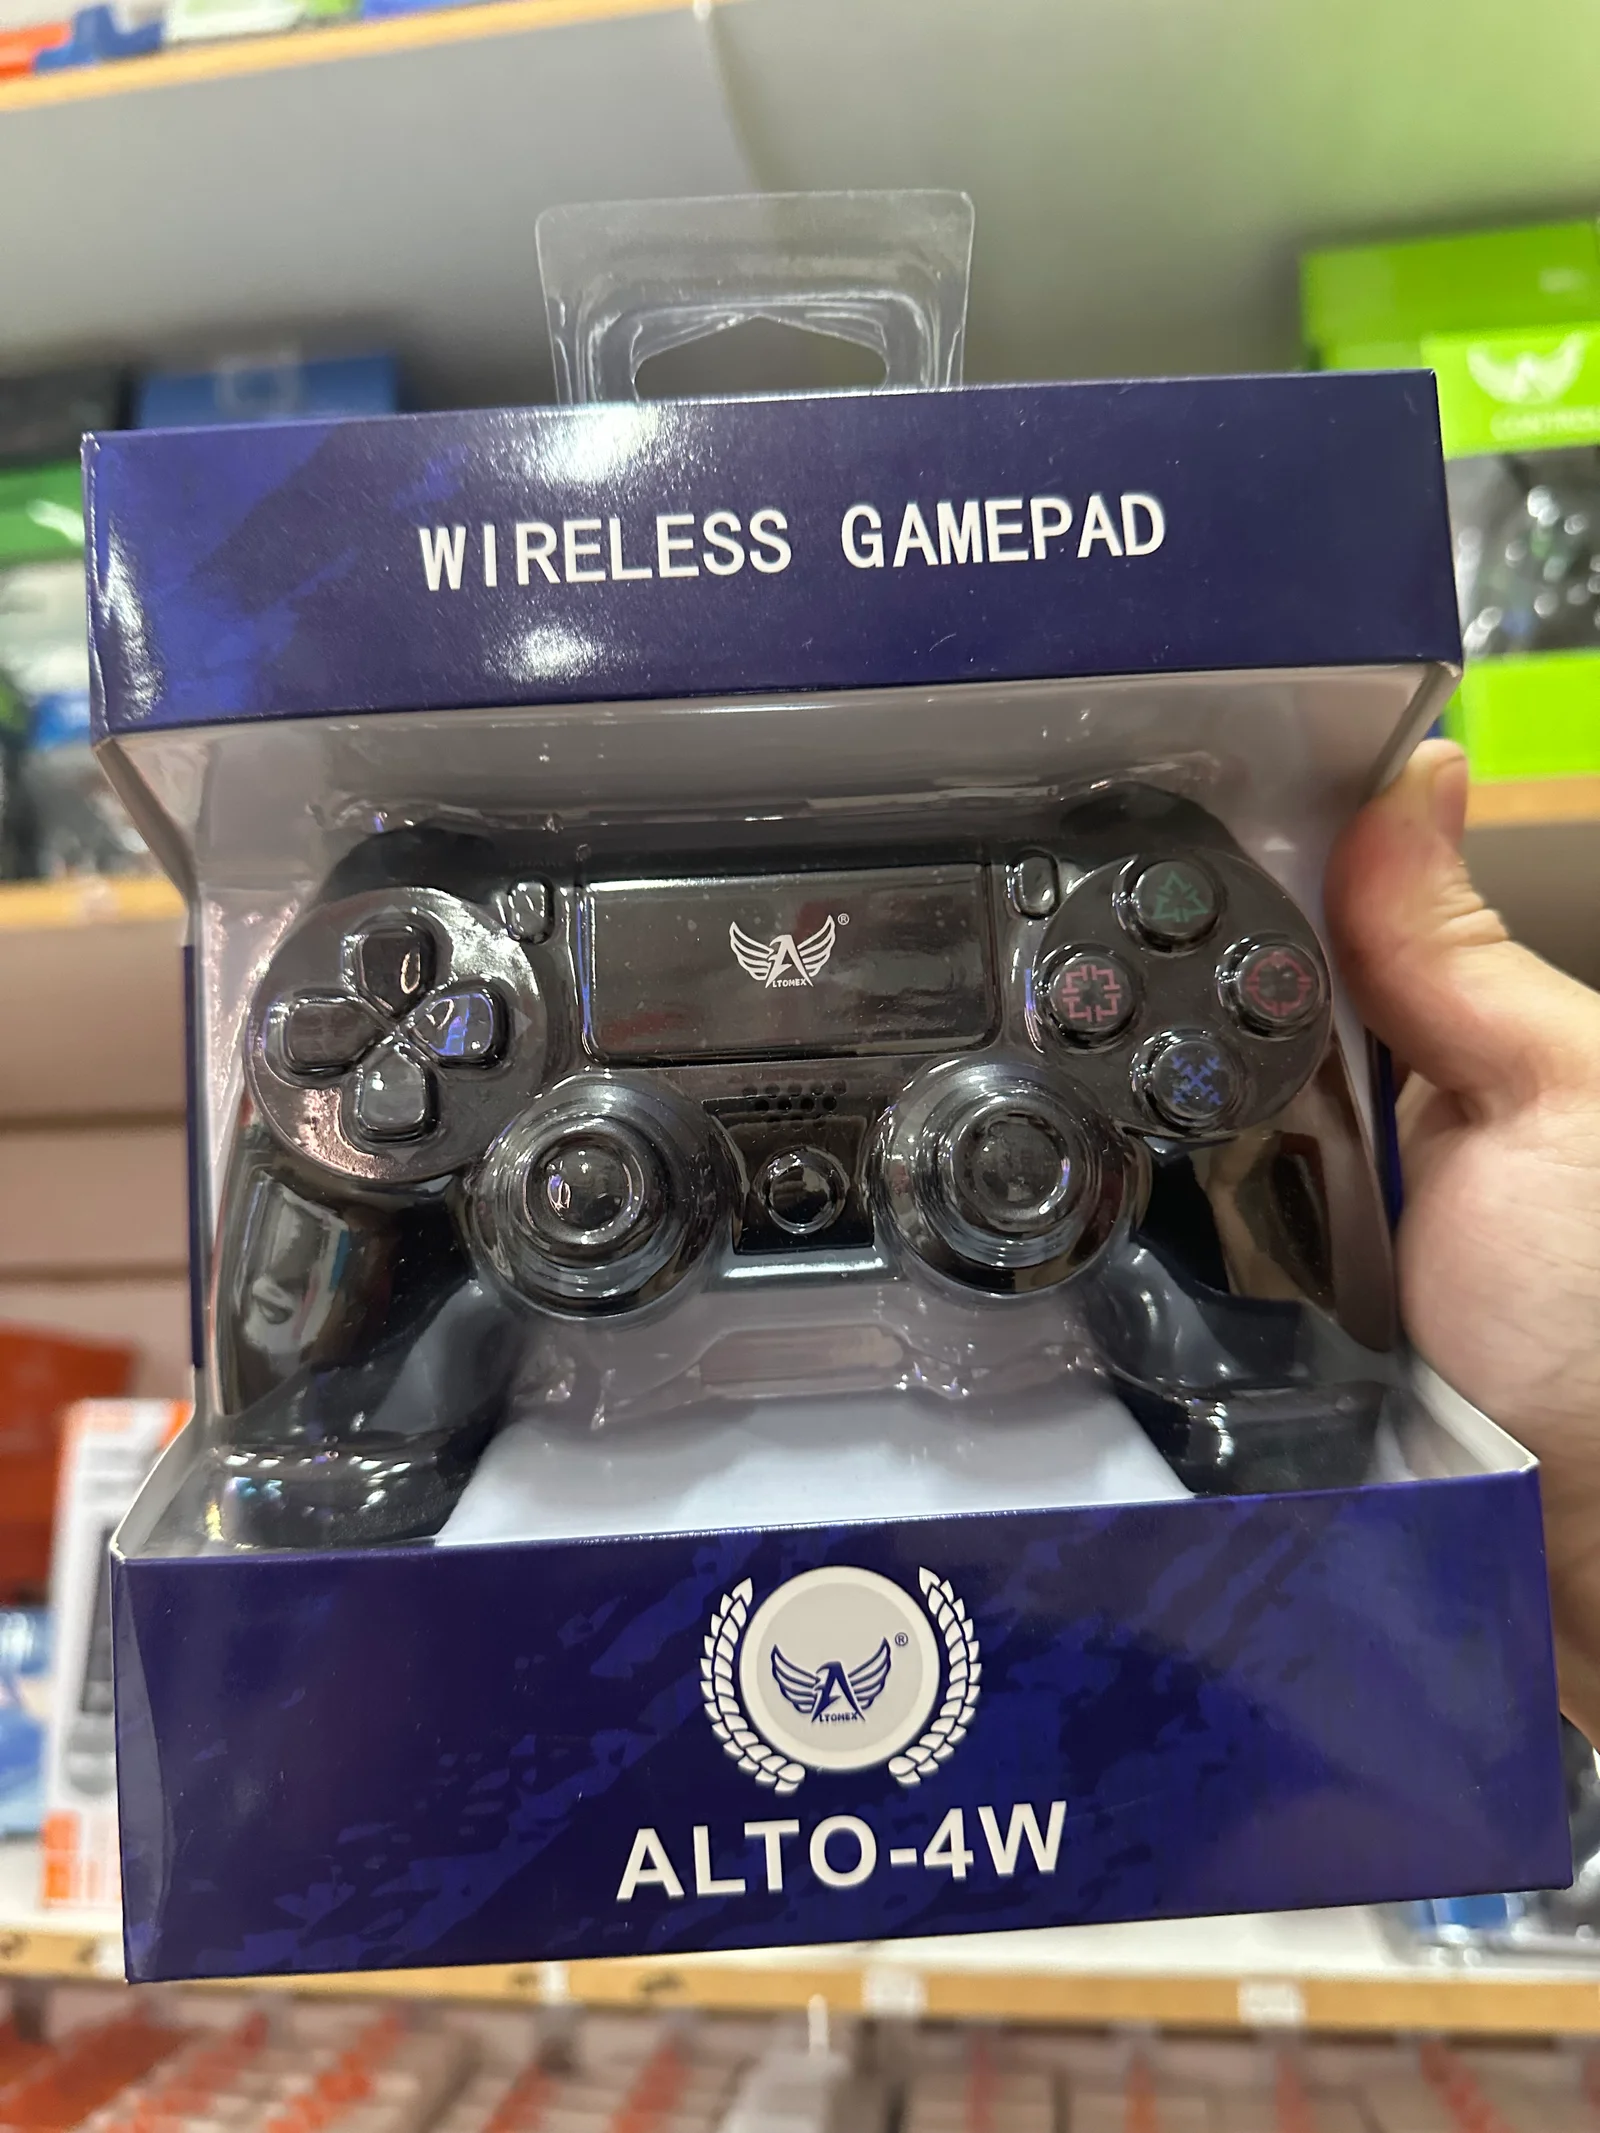 WIRELESS GAMEPAD
ALTOMEX ®
ALTOMEX ®
ALTO-4W